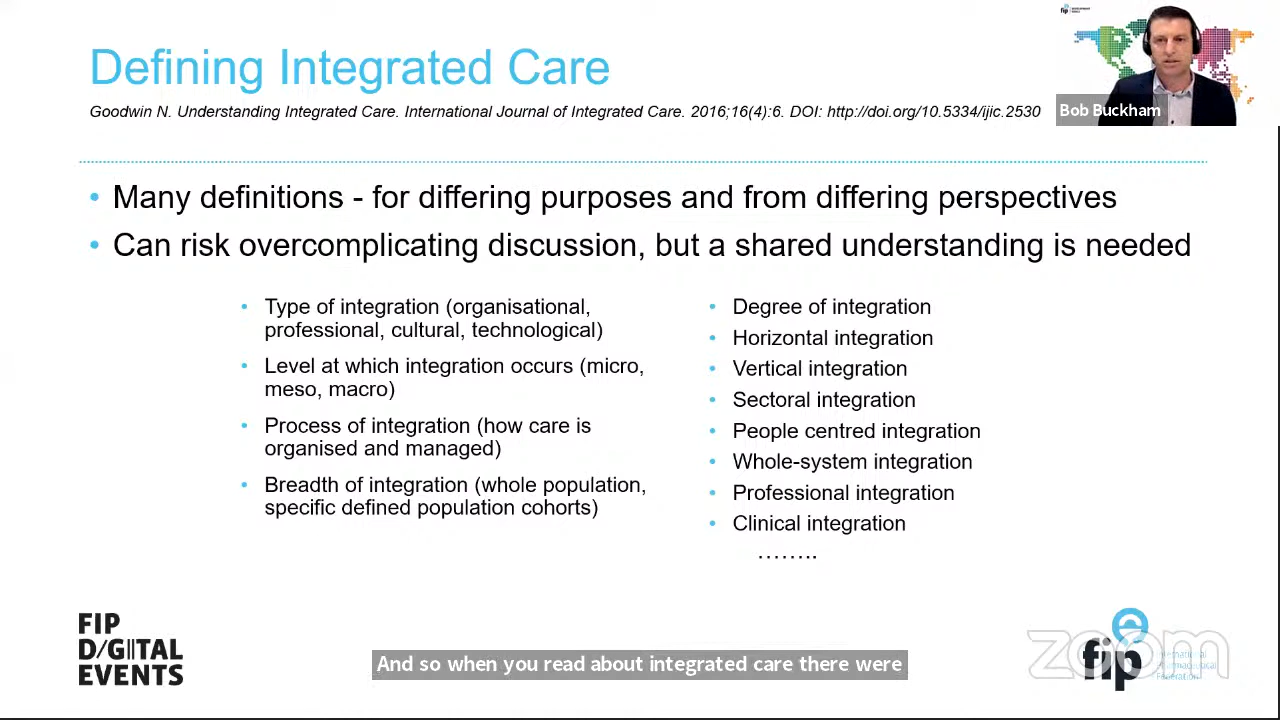 Defining Integrated Care
Goodwin N. Understanding Integrated Care. International Journal of Integrated Care. 2016;16(4):6. DOI: http://doi.org/10.5334/ijic.2530
fip
Bob Buckham
• Many definitions - for differing purposes and from differing perspectives
• Can risk overcomplicating discussion, but a shared understanding is needed
• Type of integration (organisational,
professional, cultural, technological)
• Level at which integration occurs (micro,
meso, macro)
• Process of integration (how care is
organised and managed)
• Breadth of integration (whole population,
specific defined population cohorts)
• Degree of integration
• Horizontal integration
• Vertical integration
• Sectoral integration
• People centred integration
• Whole-system integration
• Professional integration
• Clinical integration
……..
FIP
D/G/TAL
EVENTS
And so when you read about integrated care there were
zoom
fip
International
Pharmaceutical
Federation